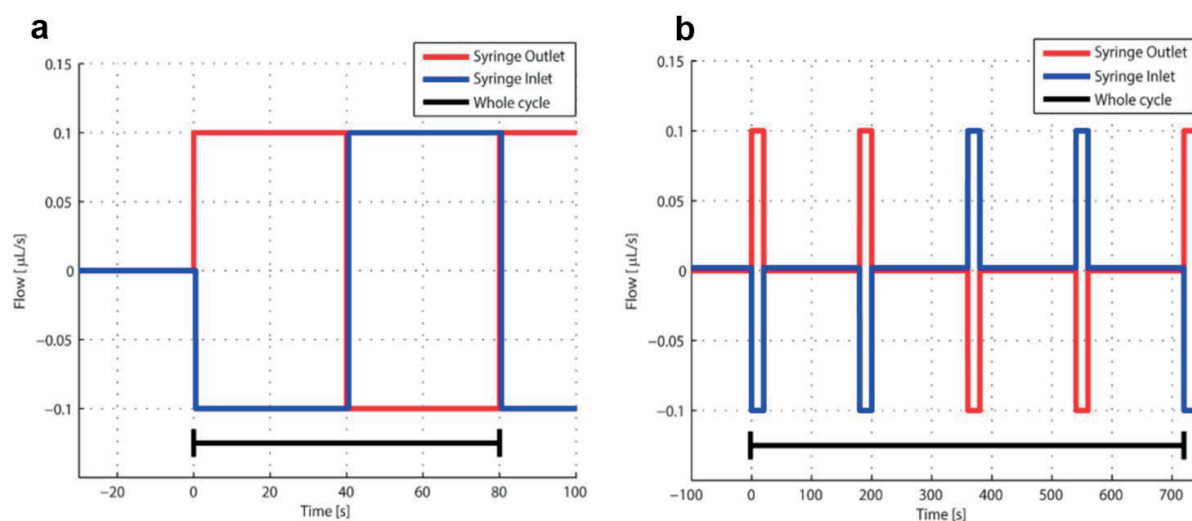 a
Syringe Outlet
Syringe Inlet
Whole cycle
0.15
0.1
0.05
0
−0.05
−0.1
Flow [µL/s]
−20 0 20 40 60 80 100
Time [s]
b
Syringe Outlet
Syringe Inlet
Whole cycle
0.15
0.1
0.05
0
−0.05
−0.1
Flow [µL/s]
−100 0 100 200 300 400 500 600 700
Time [s]